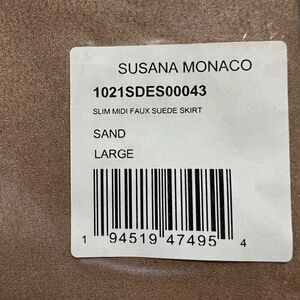 SUSANA MONACO
1021SDES00043
SLIM MIDI FAUX SUEDE SKIRT
SAND
LARGE
1 94519 47495 4